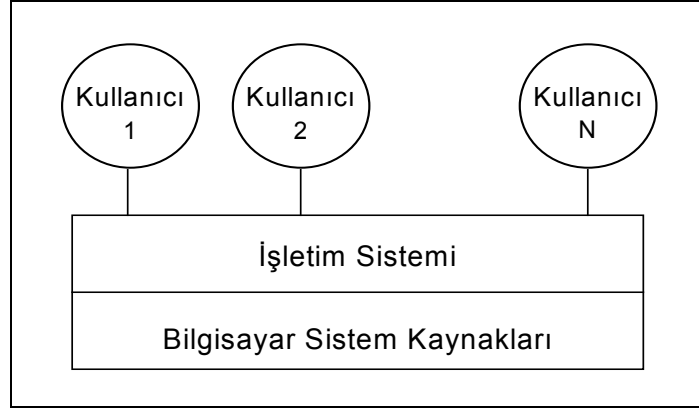 Kullanıcı
1
Kullanıcı
2
Kullanıcı
N
İşletim Sistemi
Bilgisayar Sistem Kaynakları